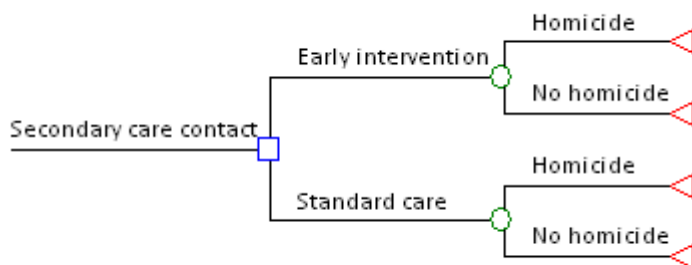 Homicide
Early intervention
No homicide
Secondary care contact
Homicide
Standard care
No homicide